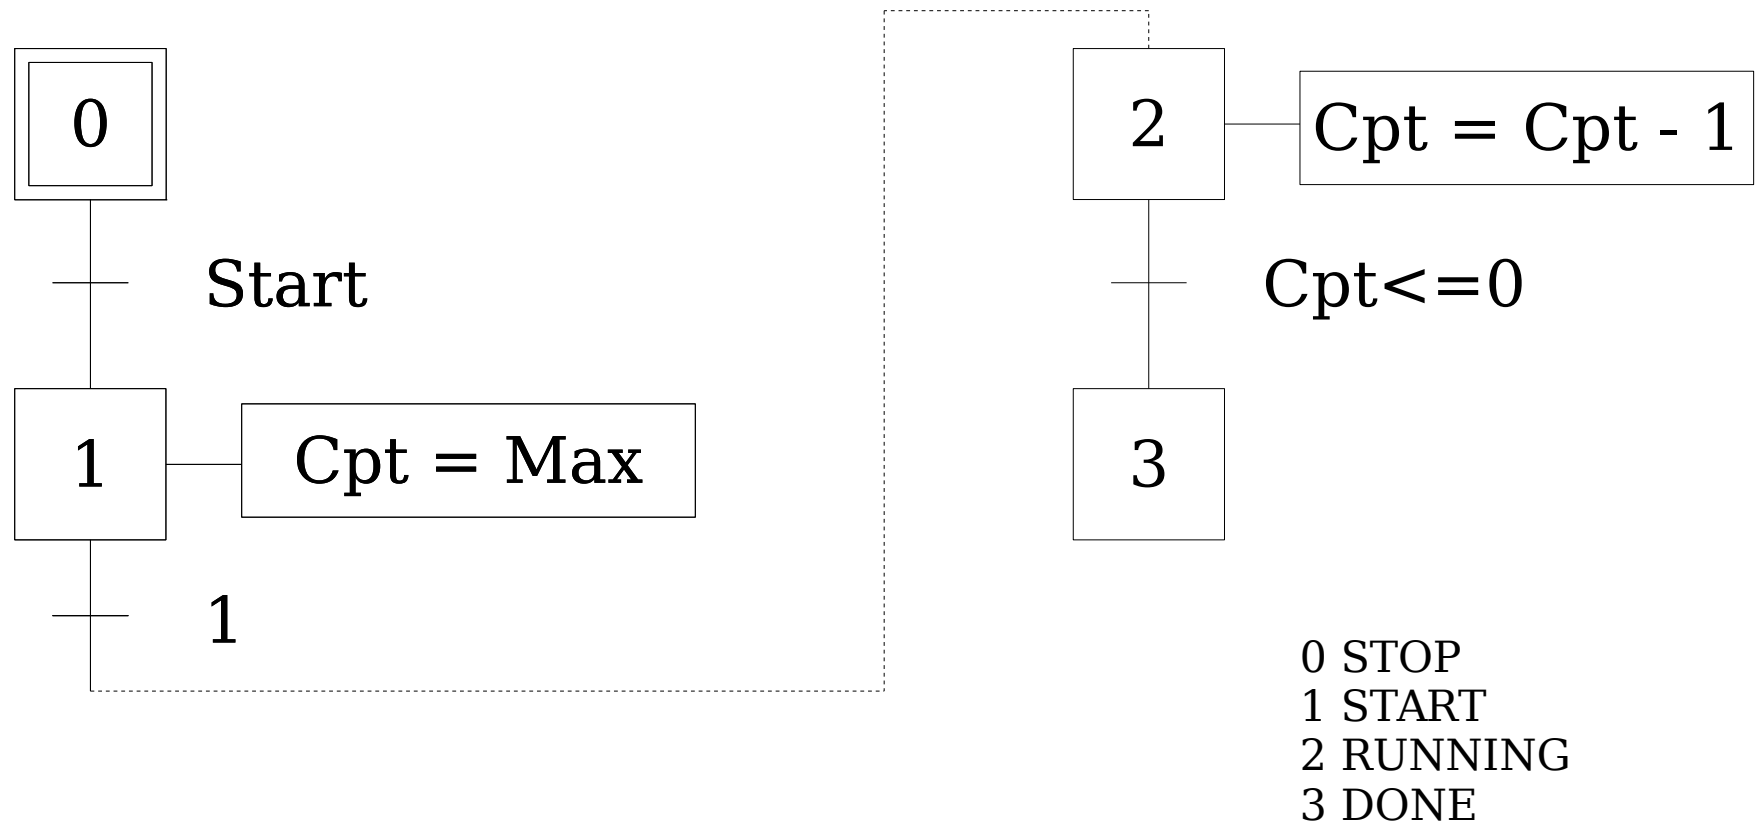 0
Start
1
Cpt = Max
1
2
Cpt = Cpt - 1
Cpt<=0
3
0 STOP
1 START
2 RUNNING
3 DONE